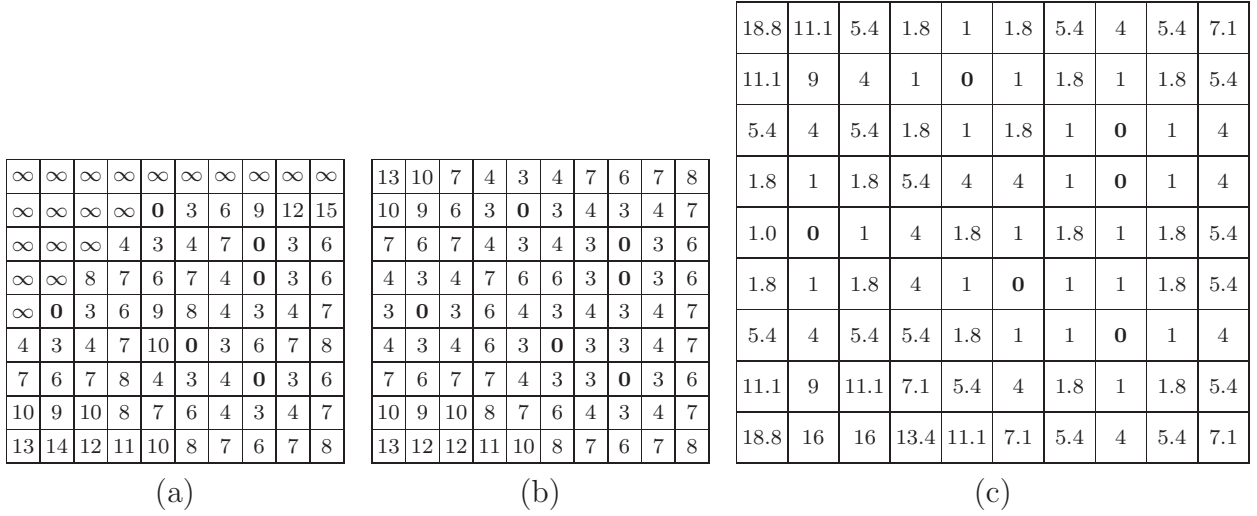 ∞ ∞ ∞ ∞ ∞ ∞ ∞ ∞ ∞ ∞
∞ ∞ ∞ ∞ 0 3 6 9 12 15
∞ ∞ ∞ 4 3 4 7 0 3 6
∞ ∞ 8 7 6 7 4 0 3 6
∞ 0 3 6 9 8 4 3 4 7
4 3 4 7 10 0 3 6 7 8
7 6 7 8 4 3 4 0 3 6
10 9 10 8 7 6 4 3 4 7
13 14 12 11 10 8 7 6 7 8
(a)
13 10 7 4 3 4 7 6 7 8
10 9 6 3 0 3 4 3 4 7
7 6 7 4 3 4 3 0 3 6
4 3 4 7 6 6 3 0 3 6
3 0 3 6 4 3 4 3 4 7
4 3 4 6 3 0 3 3 4 7
7 6 7 7 4 3 3 0 3 6
10 9 10 8 7 6 4 3 4 7
13 12 12 11 10 8 7 6 7 8
(b)
18.8 11.1 5.4 1.8 1 1.8 5.4 4 5.4 7.1
11.1 9 4 1 0 1 1.8 1 1.8 5.4
5.4 4 5.4 1.8 1 1.8 1 0 1 4
1.8 1 1.8 5.4 4 4 1 0 1 4
1.0 0 1 4 1.8 1 1.8 1 1.8 5.4
1.8 1 1.8 4 1 0 1 1 1.8 5.4
5.4 4 5.4 5.4 1.8 1 1 0 1 4
11.1 9 11.1 7.1 5.4 4 1.8 1 1.8 5.4
18.8 16 16 13.4 11.1 7.1 5.4 4 5.4 7.1
(c)